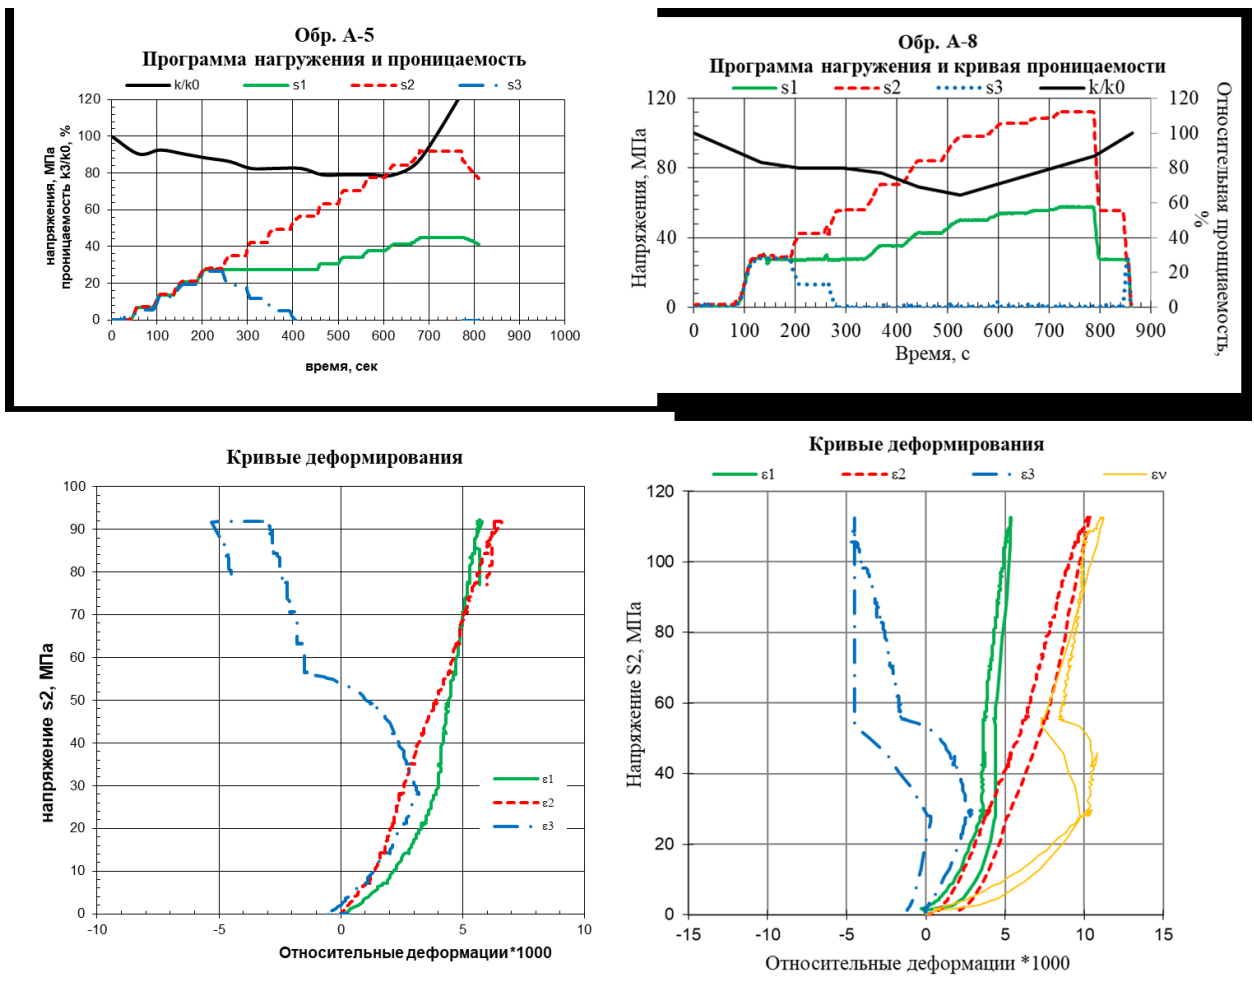 Обр. А-5
Программа нагружения и проницаемость
k/k0 s1 s2 s3
напряжения, МПа
проницаемость k3/k0, %
120
100
80
60
40
20
0
0 100 200 300 400 500 600 700 800 900 1000
время, сек
Обр. А-8
Программа нагружения и кривая проницаемости
s1 s2 s3 k/k0
Напряжения, МПа
120
80
40
0
120
100
80
60
40
20
0
Относительная проницаемость,
%
0 100 200 300 400 500 600 700 800 900
Время, с
Кривые деформирования
напряжение s2, МПа
100
90
80
70
60
50
40
30
20
10
0
ε1
ε2
ε3
-10 -5 0 5 10
Относительные деформации*1000
Кривые деформирования
ε1 ε2 ε3 εv
Напряжение S2, МПа
120
100
80
60
40
20
0
-15 -10 -5 0 5 10 15
Относительные деформации *1000